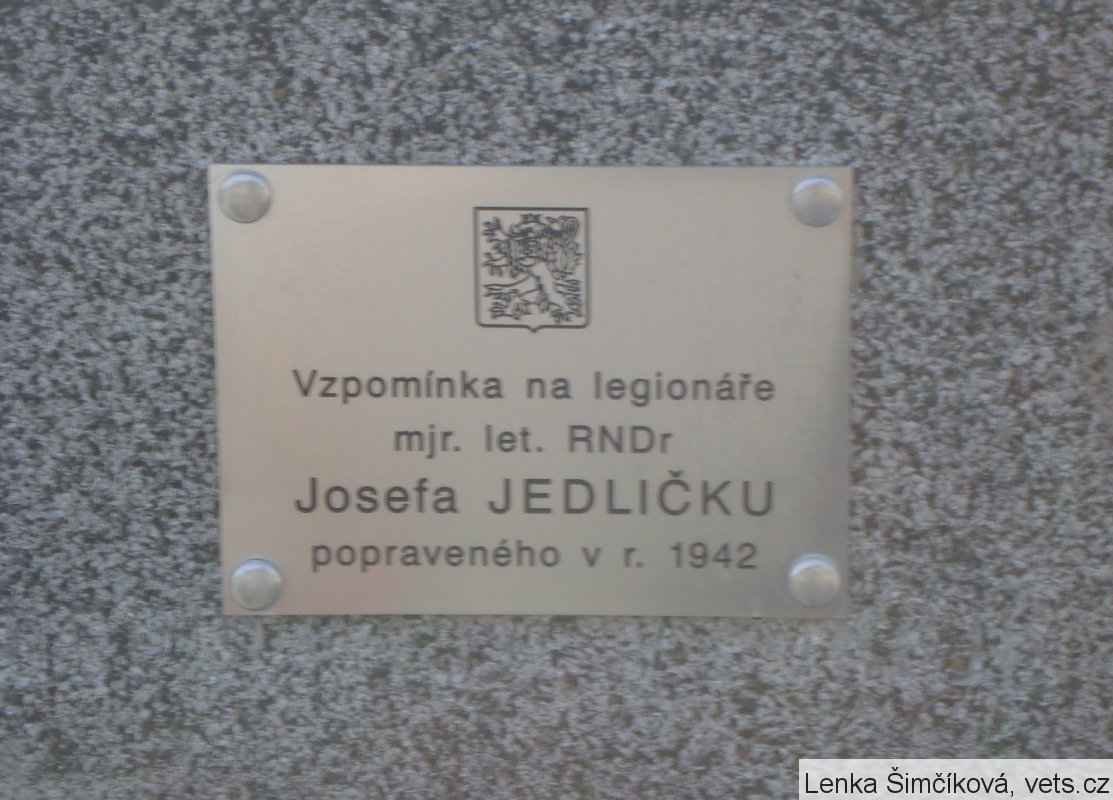 Vzpomínka na legionáře
mjr. let. RNDr
Josefa JEDLIČKU
popraveného v r. 1942
Lenka Šimčíková, vets.cz